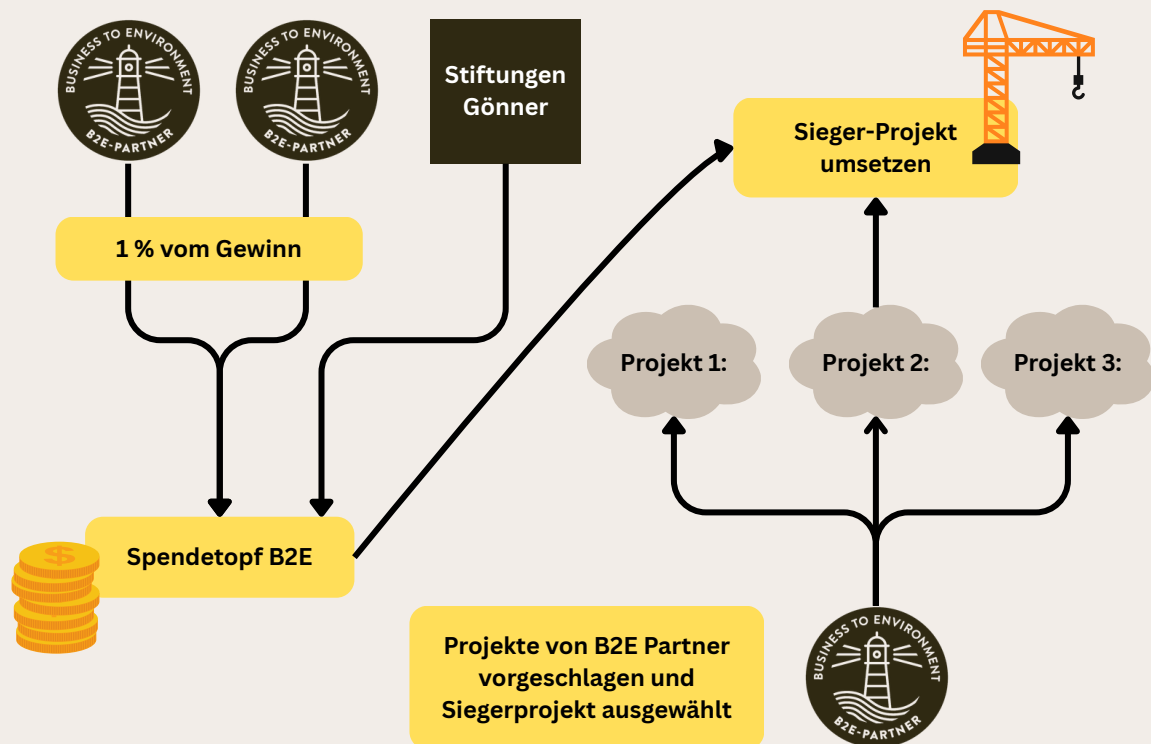 BUSINESS TO ENVIRONMENT
B2E-PARTNER
BUSINESS TO ENVIRONMENT
B2E-PARTNER
Stiftungen
Gönner
Sieger-Projekt
umsetzen
1 % vom Gewinn
Projekt 1:
Projekt 2:
Projekt 3:
$
Spendetopf B2E
Projekte von B2E Partner
vorgeschlagen und
Siegerprojekt ausgewählt
BUSINESS TO ENVIRONMENT
B2E-PARTNER